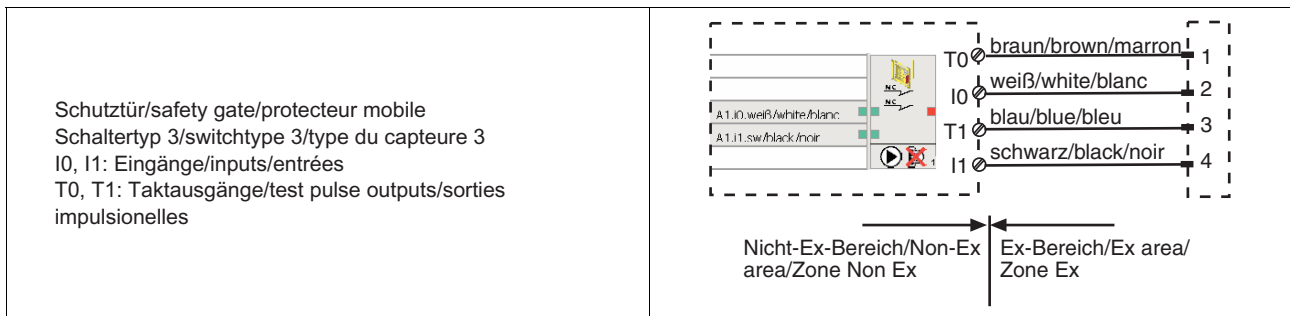 Schutztür/safety gate/protecteur mobile
Schaltertyp 3/switchtype 3/type du capteure 3
I0, I1: Eingänge/inputs/entrées
T0, T1: Taktausgänge/test pulse outputs/sorties
impulsionelles
T0 braun/brown/marron 1
N C
I0 weiß/white/blanc 2
N C
A1.i0.weiß/white/blanc
T1 blau/blue/bleu 3
A1.i1.sw/black/noir
I1 schwarz/black/noir 4
1
Nicht-Ex-Bereich/Non-Ex
area/Zone Non Ex
Ex-Bereich/Ex area/
Zone Ex